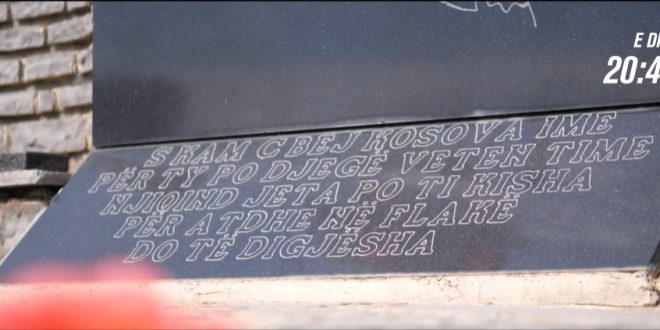 E DI
20:4
S KAM Ç BEJ KOSOVA IME
PËR TY PO DJEGË VETEN TIME
NJIQIND JETA PO TI KISHA
PËR ATDHE NË FLAKË
DO TË DIGJËSHA